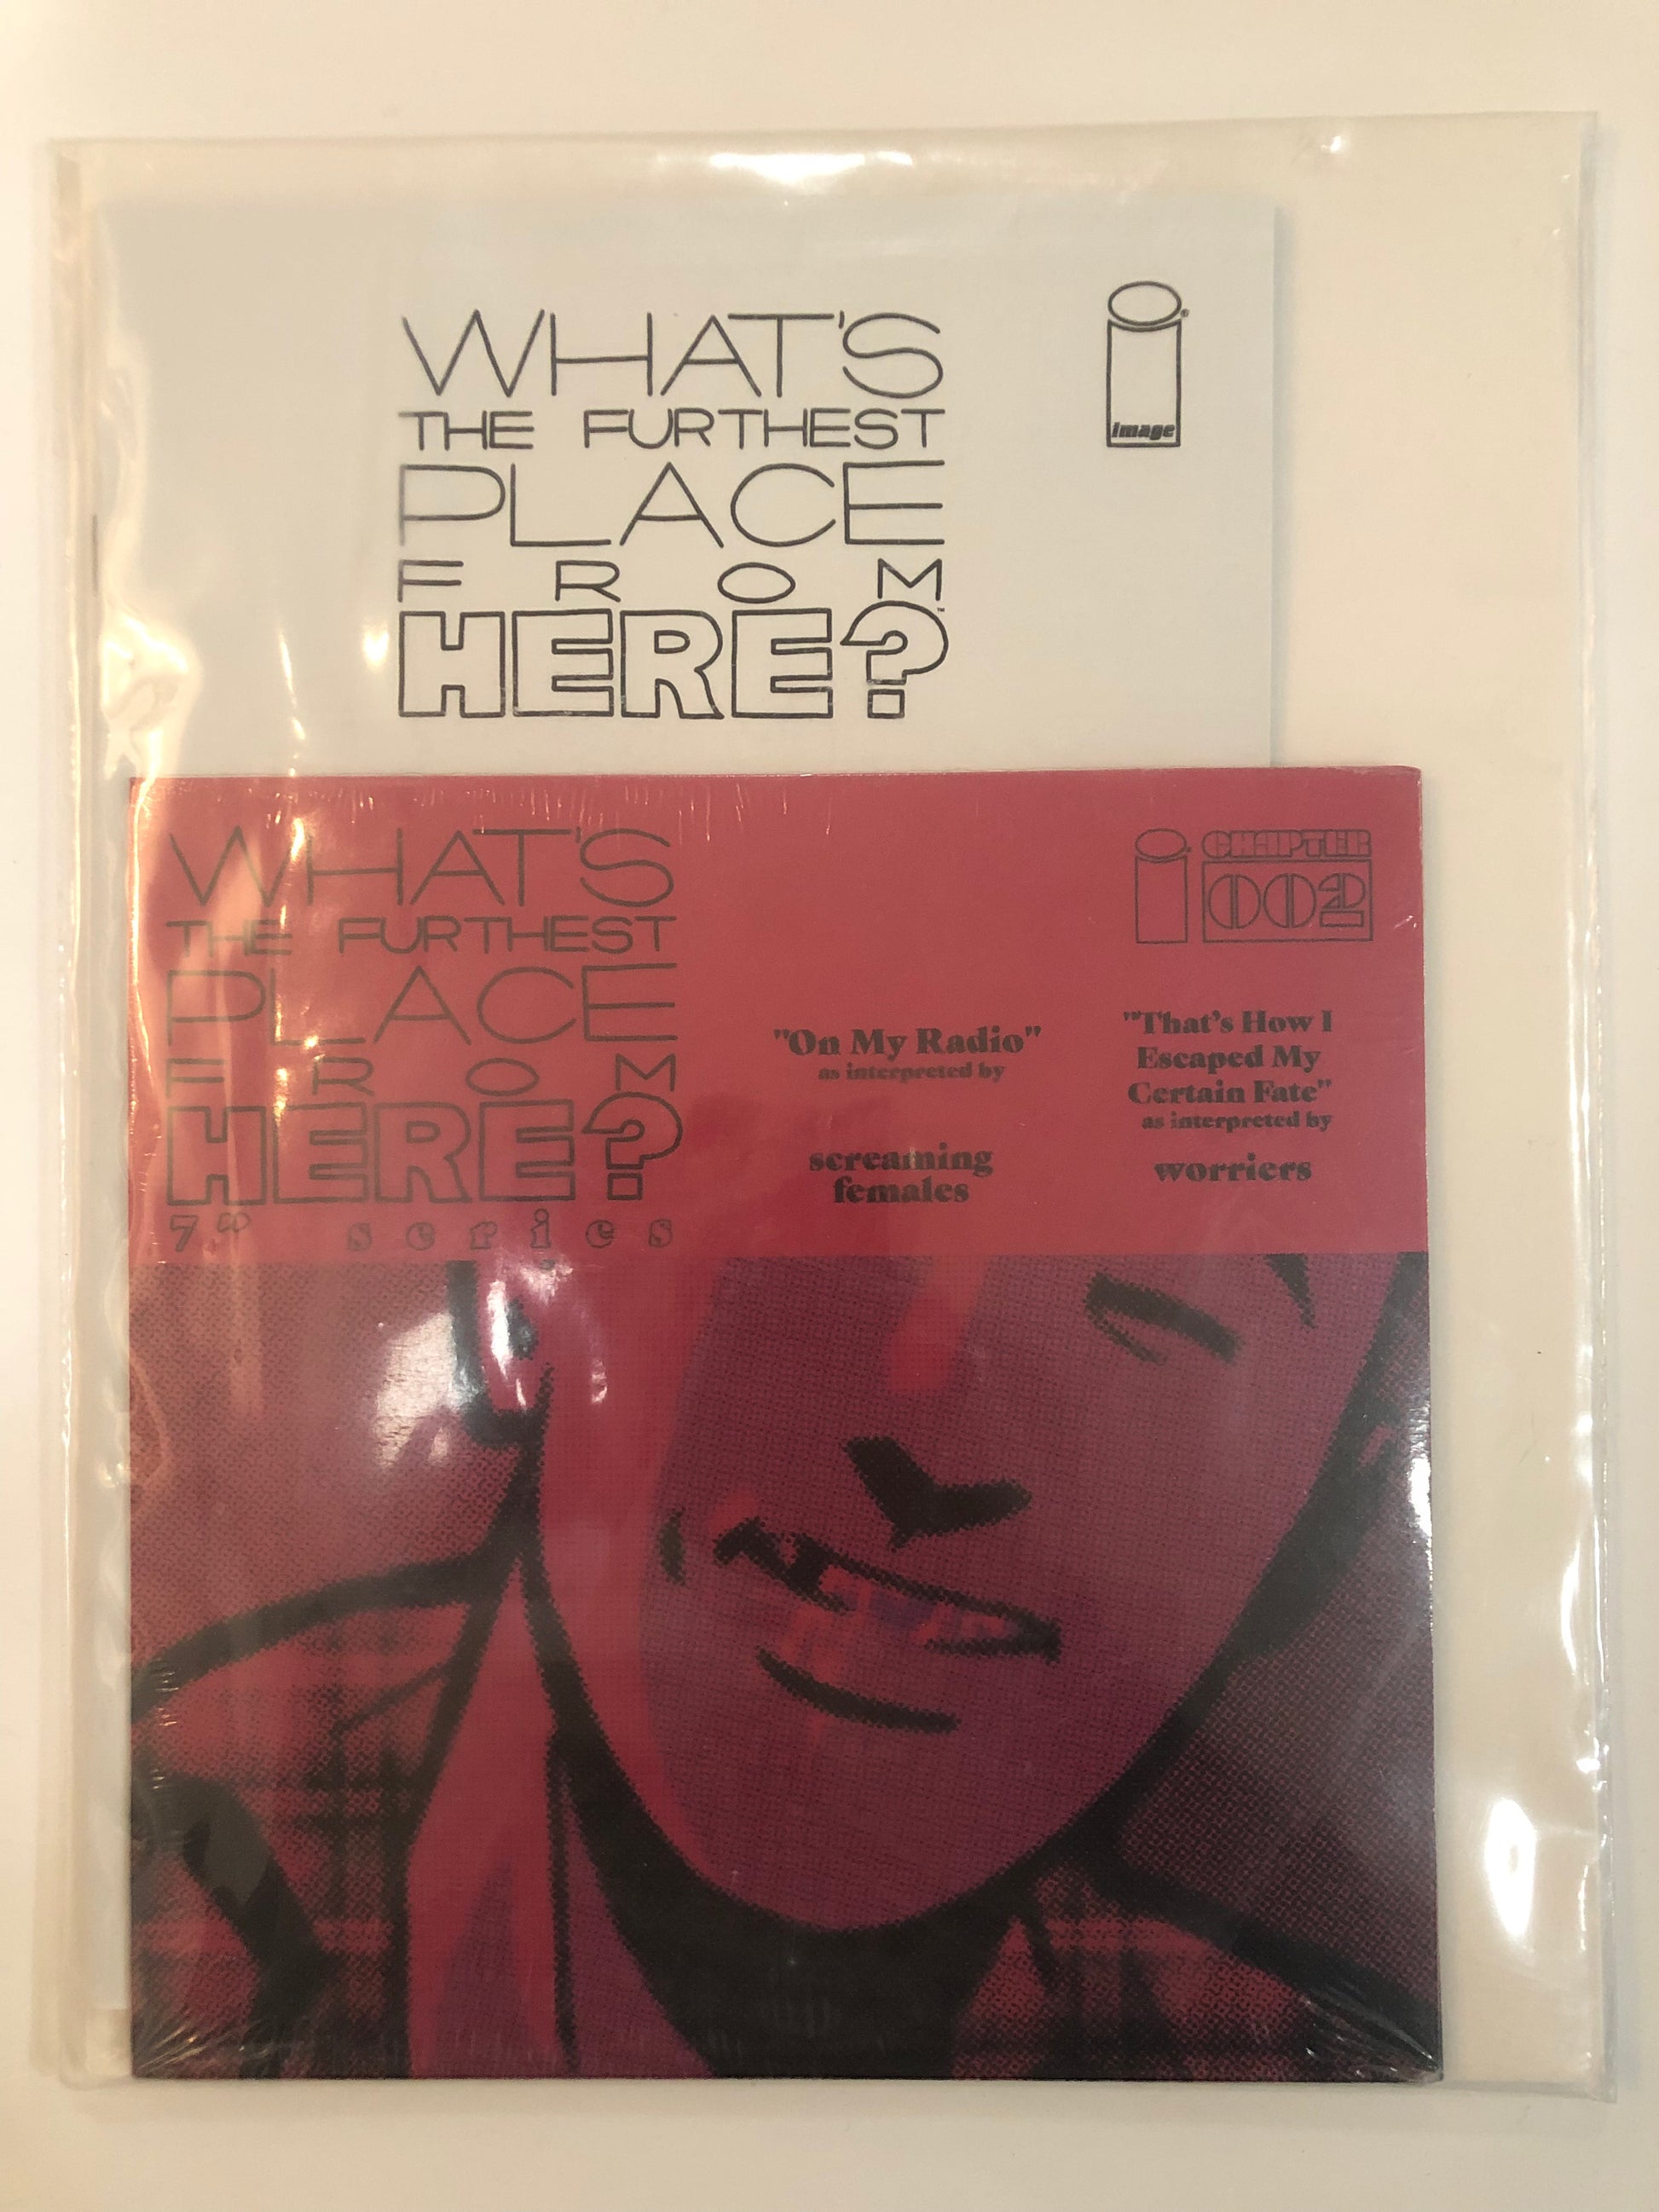 WHAT'S
THE FURTHEST
PLACE
FROM
HERE?
image
WHAT'S
THE FURTHEST
PLACE
FROM
HERE?
7" series
CHAPTER
002
"On My Radio"
as interpreted by
screaming
females
"That's How I
Escaped My
Certain Fate"
as interpreted by
worriers